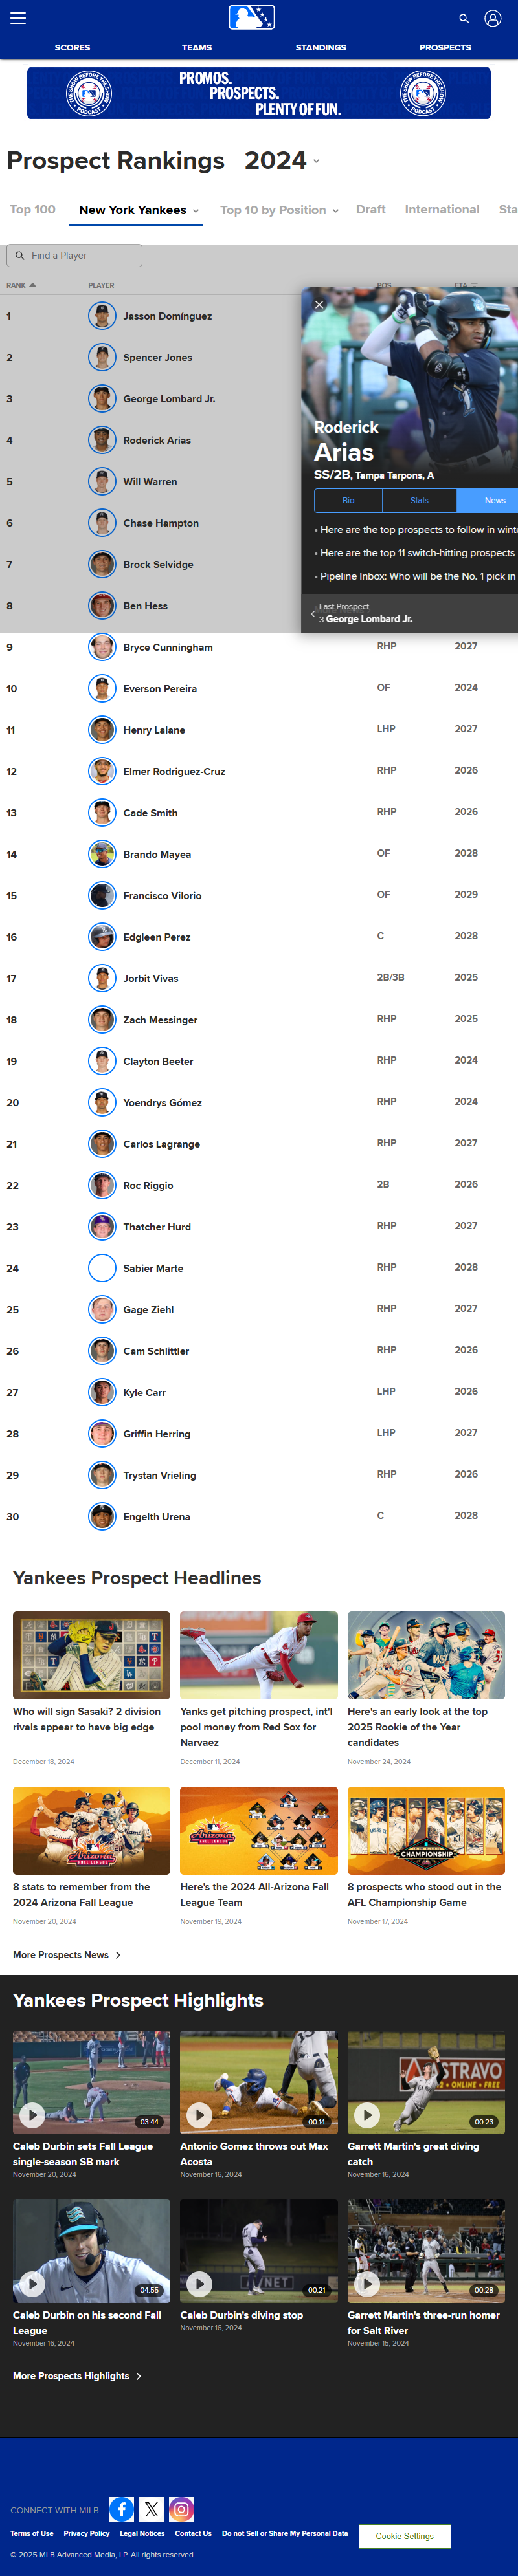 SCORES TEAMS STANDINGS PROSPECTS
THE SHOW BEFORE THE SHOW PODCAST
PROMOS.
PROSPECTS.
PLENTY OF FUN.
THE SHOW BEFORE THE SHOW PODCAST
Prospect Rankings 2024
Top 100 New York Yankees Top 10 by Position Draft International Sta
Find a Player
RANK PLAYER POS ETA
1 Jasson Domínguez
2 Spencer Jones
3 George Lombard Jr.
4 Roderick Arias
5 Will Warren
6 Chase Hampton
7 Brock Selvidge
8 Ben Hess
Roderick
Arias
SS/2B, Tampa Tarpons, A
Bio Stats News
• Here are the top prospects to follow in winte
• Here are the top 11 switch-hitting prospects
• Pipeline Inbox: Who will be the No. 1 pick in
Last Prospect
3 George Lombard Jr.
9 Bryce Cunningham RHP 2027
10 Everson Pereira OF 2024
11 Henry Lalane LHP 2027
12 Elmer Rodriguez-Cruz RHP 2026
13 Cade Smith RHP 2026
14 Brando Mayea OF 2028
15 Francisco Vilorio OF 2029
16 Edgleen Perez C 2028
17 Jorbit Vivas 2B/3B 2025
18 Zach Messinger RHP 2025
19 Clayton Beeter RHP 2024
20 Yoendrys Gómez RHP 2024
21 Carlos Lagrange RHP 2027
22 Roc Riggio 2B 2026
23 Thatcher Hurd RHP 2027
24 Sabier Marte RHP 2028
25 Gage Ziehl RHP 2027
26 Cam Schlittler RHP 2026
27 Kyle Carr LHP 2026
28 Griffin Herring LHP 2027
29 Trystan Vrieling RHP 2026
30 Engelth Urena C 2028
Yankees Prospect Headlines
Who will sign Sasaki? 2 division
rivals appear to have big edge
December 18, 2024
Yanks get pitching prospect, int'l
pool money from Red Sox for
Narvaez
December 11, 2024
Here's an early look at the top
2025 Rookie of the Year
candidates
November 24, 2024
Arizona
FALL LEAGUE
8 stats to remember from the
2024 Arizona Fall League
November 20, 2024
Arizona
FALL LEAGUE
Here's the 2024 All-Arizona Fall
League Team
November 19, 2024
CHAMPIONSHIP
8 prospects who stood out in the
AFL Championship Game
November 17, 2024
More Prospects News
Yankees Prospect Highlights
03:44
Caleb Durbin sets Fall League
single-season SB mark
November 20, 2024
00:14
Antonio Gomez throws out Max
Acosta
November 16, 2024
ASTRAVO
ONLINE • FREE
00:23
Garrett Martin's great diving
catch
November 16, 2024
04:55
Caleb Durbin on his second Fall
League
November 16, 2024
00:21
Caleb Durbin's diving stop
November 16, 2024
00:28
Garrett Martin's three-run homer
for Salt River
November 15, 2024
More Prospects Highlights
CONNECT WITH MILB
Terms of Use Privacy Policy Legal Notices Contact Us Do not Sell or Share My Personal Data
Cookie Settings
© 2025 MLB Advanced Media, LP. All rights reserved.